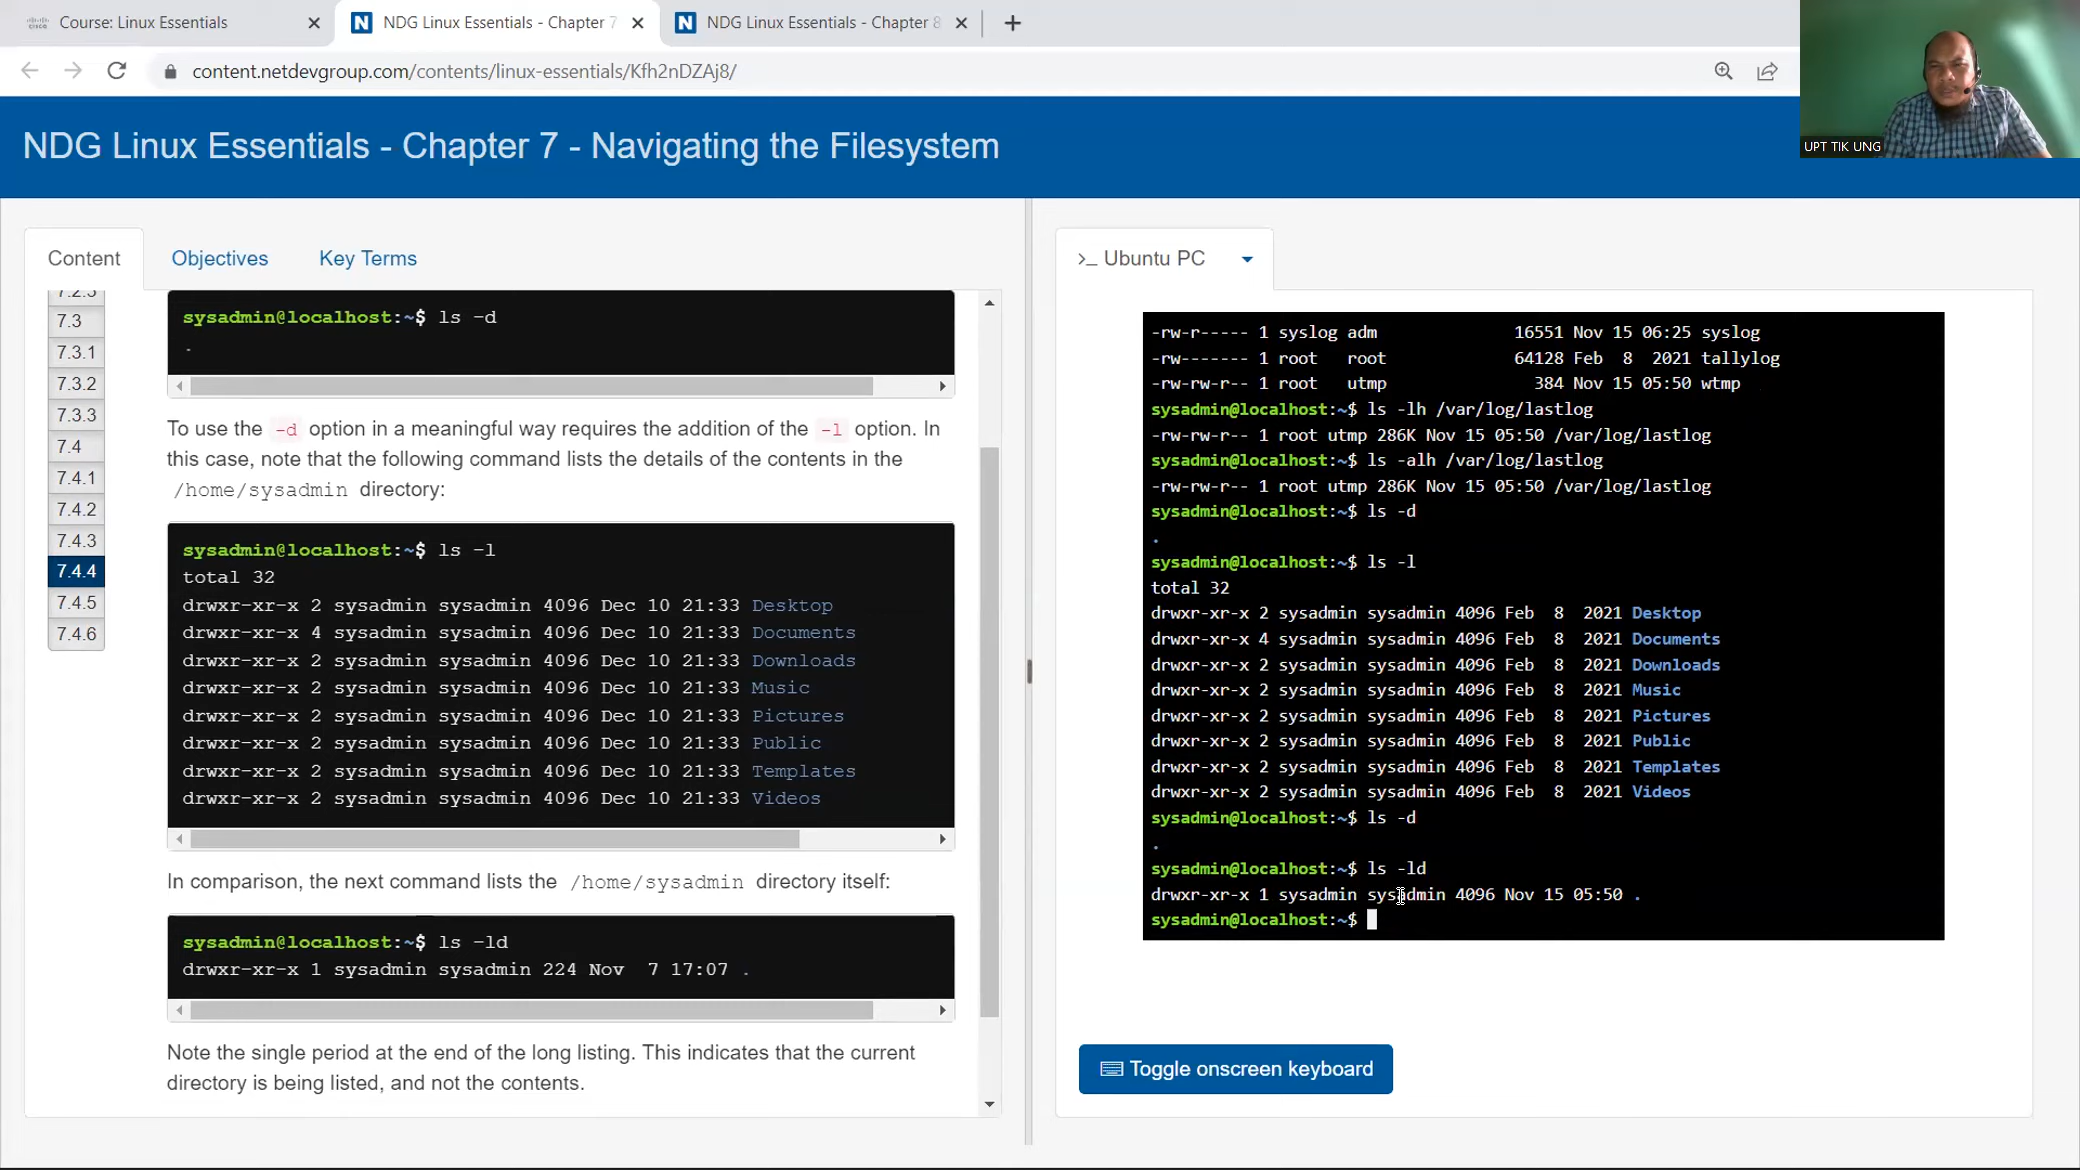 Course: Linux Essentials
NDG Linux Essentials - Chapter 7
NDG Linux Essentials - Chapter 8
content.netdevgroup.com/contents/linux-essentials/Kfh2nDZAj8/
UPT TIK UNG
NDG Linux Essentials - Chapter 7 - Navigating the Filesystem
Content
Objectives
Key Terms
7.2.3
7.3
7.3.1
7.3.2
7.3.3
7.4
7.4.1
7.4.2
7.4.3
7.4.4
7.4.5
7.4.6
sysadmin@localhost:~$ ls -d
.
To use the -d option in a meaningful way requires the addition of the -l option. In
this case, note that the following command lists the details of the contents in the
/home/sysadmin directory:
sysadmin@localhost:~$ ls -l
total 32
drwxr-xr-x 2 sysadmin sysadmin 4096 Dec 10 21:33 Desktop
drwxr-xr-x 4 sysadmin sysadmin 4096 Dec 10 21:33 Documents
drwxr-xr-x 2 sysadmin sysadmin 4096 Dec 10 21:33 Downloads
drwxr-xr-x 2 sysadmin sysadmin 4096 Dec 10 21:33 Music
drwxr-xr-x 2 sysadmin sysadmin 4096 Dec 10 21:33 Pictures
drwxr-xr-x 2 sysadmin sysadmin 4096 Dec 10 21:33 Public
drwxr-xr-x 2 sysadmin sysadmin 4096 Dec 10 21:33 Templates
drwxr-xr-x 2 sysadmin sysadmin 4096 Dec 10 21:33 Videos
In comparison, the next command lists the /home/sysadmin directory itself:
sysadmin@localhost:~$ ls -ld
drwxr-xr-x 1 sysadmin sysadmin 224 Nov  7 17:07 .
Note the single period at the end of the long listing. This indicates that the current
directory is being listed, and not the contents.
>_ Ubuntu PC
-rw-r----- 1 syslog adm 16551 Nov 15 06:25 syslog
-rw------- 1 root root 64128 Feb 8 2021 tallylog
-rw-rw-r-- 1 root utmp 384 Nov 15 05:50 wtmp
sysadmin@localhost:~$ ls -lh /var/log/lastlog
-rw-rw-r-- 1 root utmp 286K Nov 15 05:50 /var/log/lastlog
sysadmin@localhost:~$ ls -alh /var/log/lastlog
-rw-rw-r-- 1 root utmp 286K Nov 15 05:50 /var/log/lastlog
sysadmin@localhost:~$ ls -d
.
sysadmin@localhost:~$ ls -l
total 32
drwxr-xr-x 2 sysadmin sysadmin 4096 Feb 8 2021 Desktop
drwxr-xr-x 4 sysadmin sysadmin 4096 Feb 8 2021 Documents
drwxr-xr-x 2 sysadmin sysadmin 4096 Feb 8 2021 Downloads
drwxr-xr-x 2 sysadmin sysadmin 4096 Feb 8 2021 Music
drwxr-xr-x 2 sysadmin sysadmin 4096 Feb 8 2021 Pictures
drwxr-xr-x 2 sysadmin sysadmin 4096 Feb 8 2021 Public
drwxr-xr-x 2 sysadmin sysadmin 4096 Feb 8 2021 Templates
drwxr-xr-x 2 sysadmin sysadmin 4096 Feb 8 2021 Videos
sysadmin@localhost:~$ ls -d
.
sysadmin@localhost:~$ ls -ld
drwxr-xr-x 1 sysadmin sysadmin 4096 Nov 15 05:50 .
sysadmin@localhost:~$
Toggle onscreen keyboard